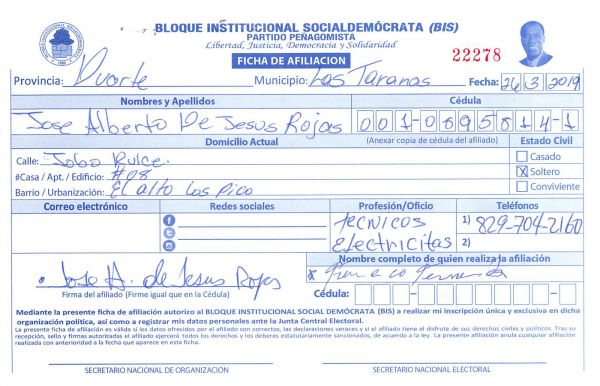 BLOQUE INSTITUCIONAL SOCIALDEMÓCRATA (BIS)
PARTIDO PEÑAGOMISTA
Libertad, Justicia, Democracia y Solidaridad
FICHA DE AFILIACION
22278
Provincia: Duarte Municipio: Las Taranas Fecha: 26 3 2019
Nombres y Apellidos Cédula
Jose Alberto De Jesus Rojas 001-0895814-1
Domicilio Actual (Anexar copia de cédula del afiliado) Estado Civil
Calle: Jobo Dulce. Casado
#Casa / Apt. / Edificio: #08 X Soltero
Barrio / Urbanización: El alto Los pico Conviviente
Correo electrónico Redes sociales Profesión/Oficio Teléfonos
Tecnicos 1) 829-704-2160
Electricitas 2)
Nombre completo de quien realiza la afiliación
Jose A. de Jesus Rojas
Firma del afiliado (Firme igual que en la Cédula) Cédula:
Mediante la presente ficha de afiliación autorizo al BLOQUE INSTITUCIONAL SOCIAL DEMÓCRATA (BIS) a realizar mi inscripción única y exclusiva en dicha
organización política, así como a registrar mis datos personales ante la Junta Central Electoral.
La presente ficha de afiliación es válida si los datos ofrecidos por el afiliado son correctos, las declaraciones veraces y si el afiliado tiene el disfrute de sus derechos civiles y políticos. Tras su
recepción, sello y firmas autorizadas el afiliado ejercerá todos los derechos y los deberes estatutariamente sancionados, de acuerdo a la ley. La presente afiliación anula cualquier afiliación
realizada con anterioridad a la fecha que aparece en esta ficha.
SECRETARIO NACIONAL DE ORGANIZACIÓN SECRETARIO NACIONAL ELECTORAL